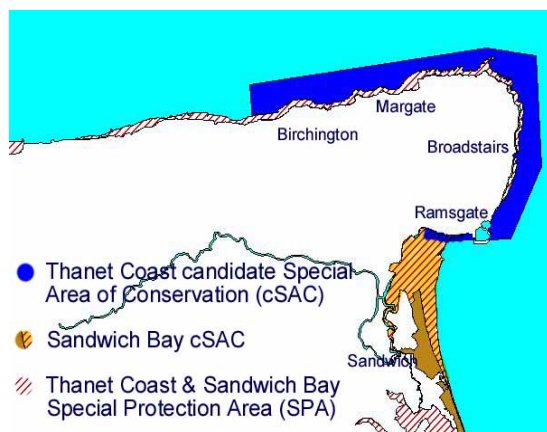 Margate
Birchington
Broadstairs
Ramsgate
Thanet Coast candidate Special
Area of Conservation (cSAC)
Sandwich Bay cSAC
Sandwich
Thanet Coast & Sandwich Bay
Special Protection Area (SPA)